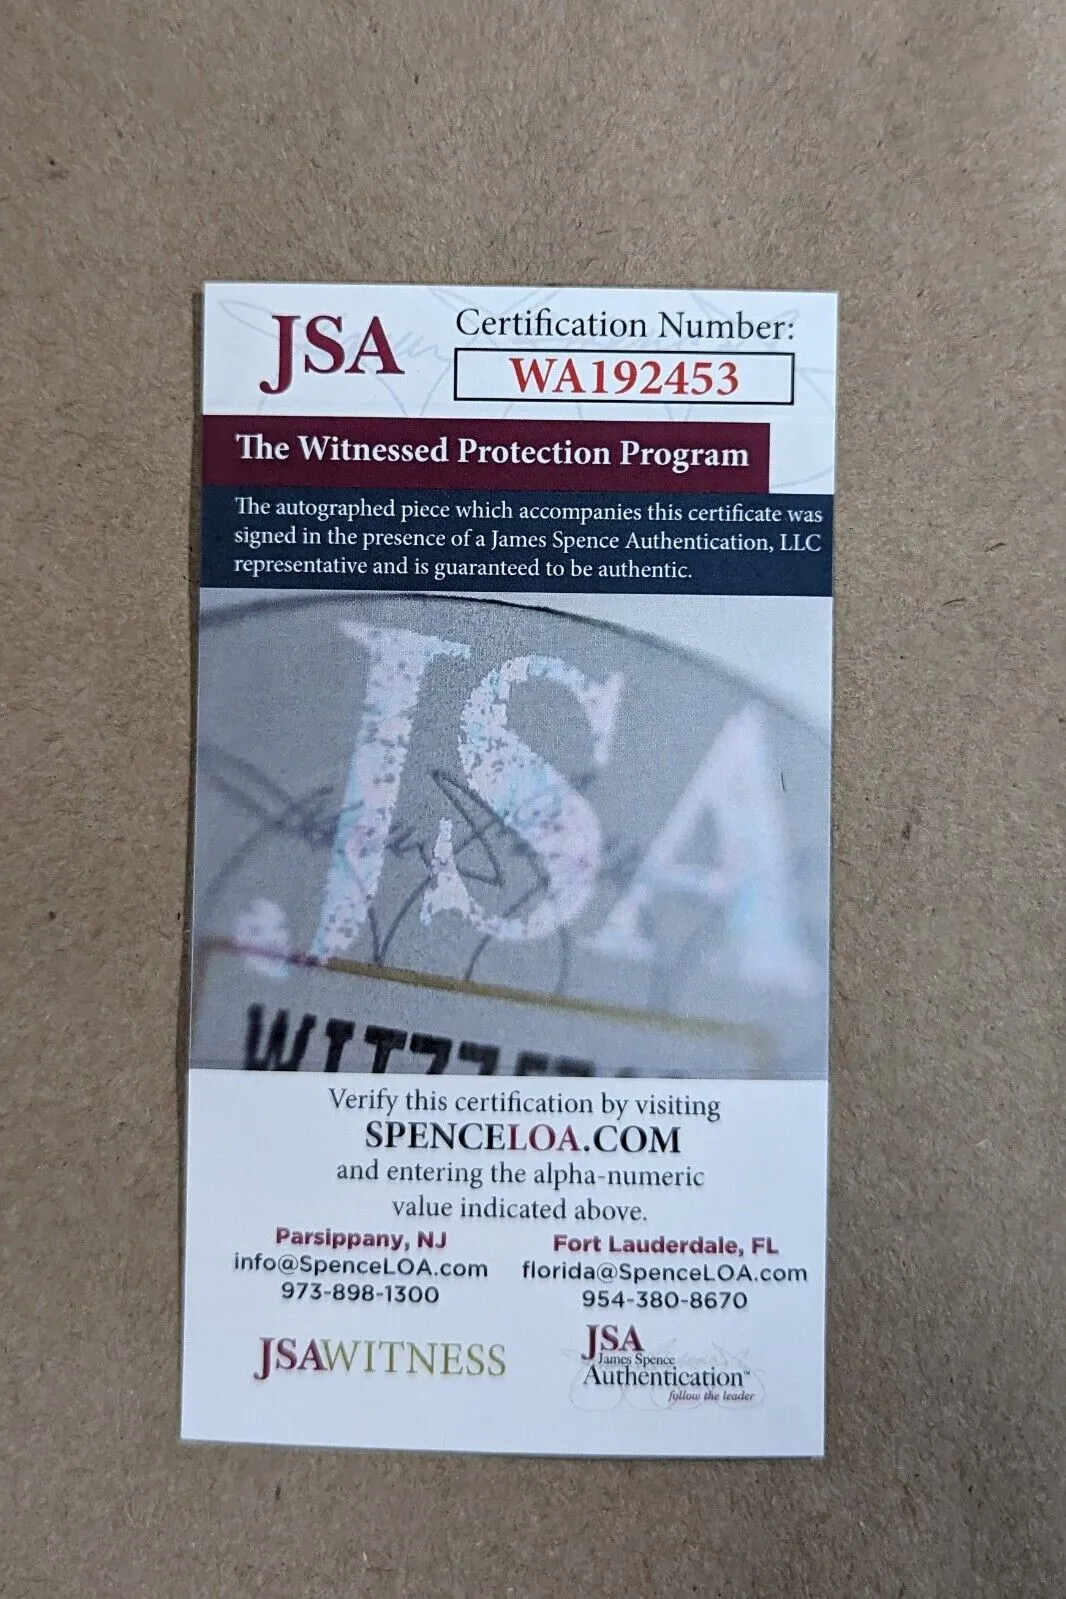 JSA
Certification Number:
WA192453
The Witnessed Protection Program
The autographed piece which accompanies this certificate was
signed in the presence of a James Spence Authentication, LLC
representative and is guaranteed to be authentic.
JSA
Verify this certification by visiting
SPENCELOA.COM
and entering the alpha-numeric
value indicated above.
Parsippany, NJ
info@SpenceLOA.com
973-898-1300
Fort Lauderdale, FL
florida@SpenceLOA.com
954-380-8670
JSAWITNESS
JSA
James Spence
Authentication™
follow the leader